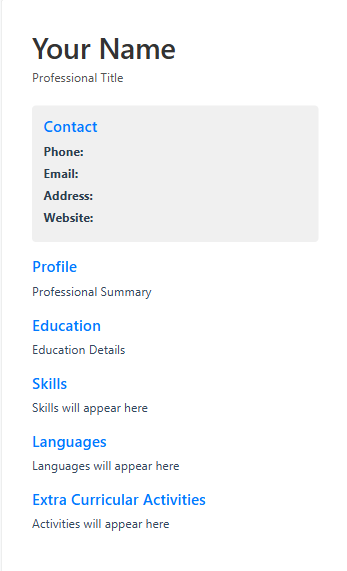 Your Name
Professional Title
Contact
Phone:
Email:
Address:
Website:
Profile
Professional Summary
Education
Education Details
Skills
Skills will appear here
Languages
Languages will appear here
Extra Curricular Activities
Activities will appear here